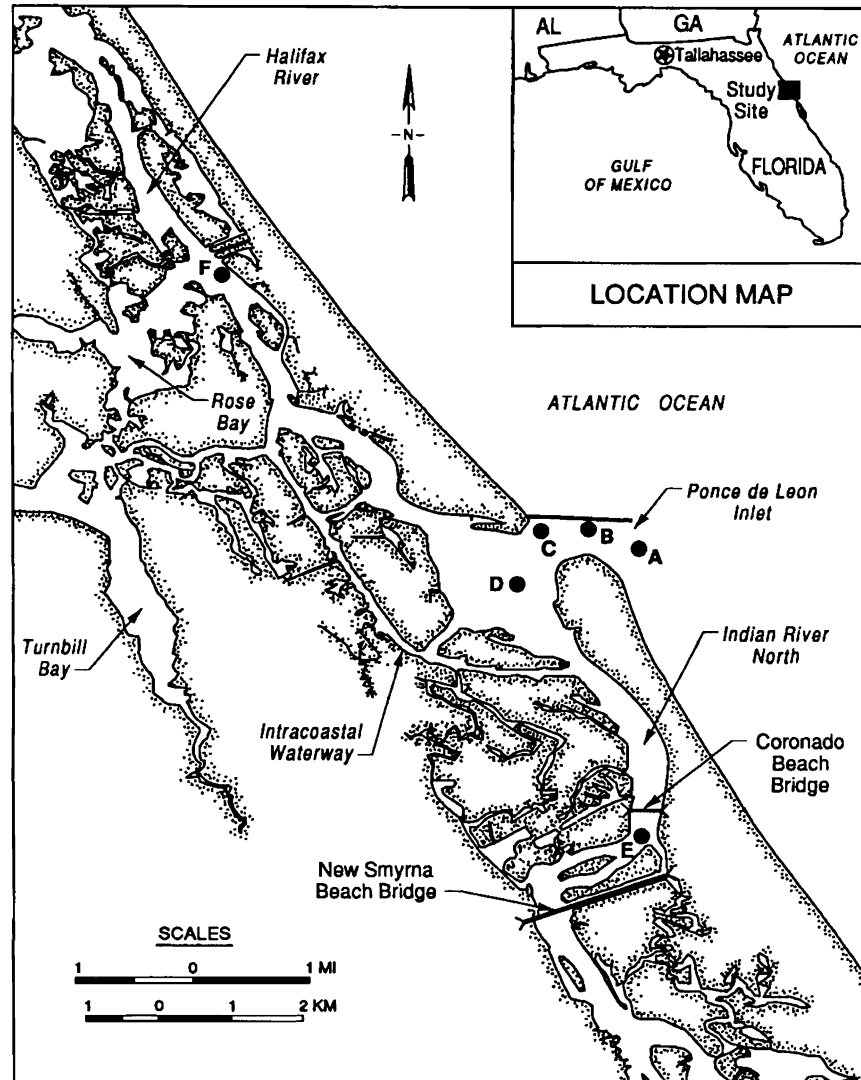 AL
GA
Tallahassee
ATLANTIC
OCEAN
Study
Site
GULF
OF MEXICO
FLORIDA
LOCATION MAP
Halifax
River
-N-
F
Rose
Bay
ATLANTIC OCEAN
Ponce de Leon
Inlet
C
B
A
D
Turnbill
Bay
Indian River
North
Intracoastal
Waterway
Coronado
Beach
Bridge
E
New Smyrna
Beach Bridge
SCALES
1 0 1 MI
1 0 1 2 KM